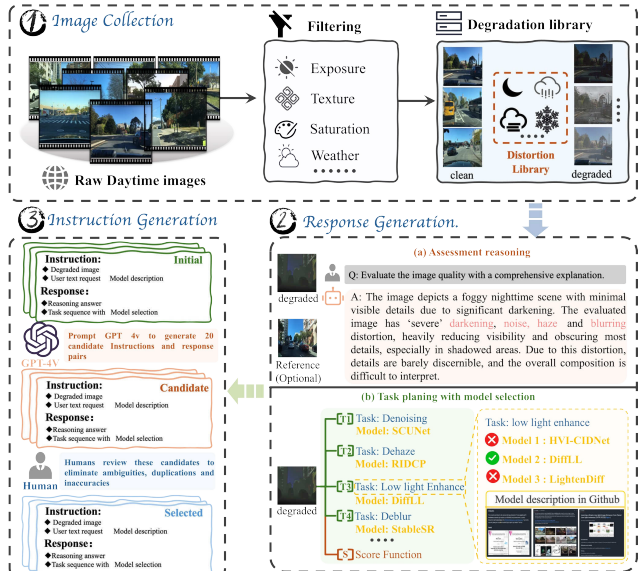 1 Image Collection
Filtering
Degradation library
Exposure
Texture
Saturation
Weather
Raw Daytime images
clean
Distortion
Library
degraded
3 Instruction Generation
2 Response Generation.
Instruction: Initial
Degraded image
User text request Model description
Response:
Reasoning answer
Task sequence with Model selection
GPT-4V
Prompt GPT 4v to generate 20
candidate Instructions and response
pairs
Instruction: Candidate
Degraded image
User text request Model description
Response:
Reasoning answer
Task sequence with Model selection
Human
Humans review these candidates to
eliminate ambiguities, duplications and
inaccuracies
Instruction: Selected
Degraded image
User text request Model description
Response:
Reasoning answer
Task sequence with Model selection
(a) Assessment reasoning
degraded
Reference
(Optional)
Q: Evaluate the image quality with a comprehensive explanation.
A: The image depicts a foggy nighttime scene with minimal
visible details due to significant darkening. The evaluated
image has ‘severe’ darkening, noise, haze and blurring
distortion, heavily reducing visibility and obscuring most
details, especially in shadowed areas. Due to this distortion,
details are barely discernible, and the overall composition is
difficult to interpret.
(b) Task planing with model selection
degraded
[T1] Task: Denoising
Model: SCUNet
[T2] Task: Dehaze
Model: RIDCP
[T3] Task: Low light Enhance
Model: DiffLL
[T4] Task: Deblur
Model: StableSR
[S] Score Function
Task: low light enhance
Model 1 : HVI-CIDNet
Model 2 : DiffLL
Model 3 : LightenDiff
Model description in Github